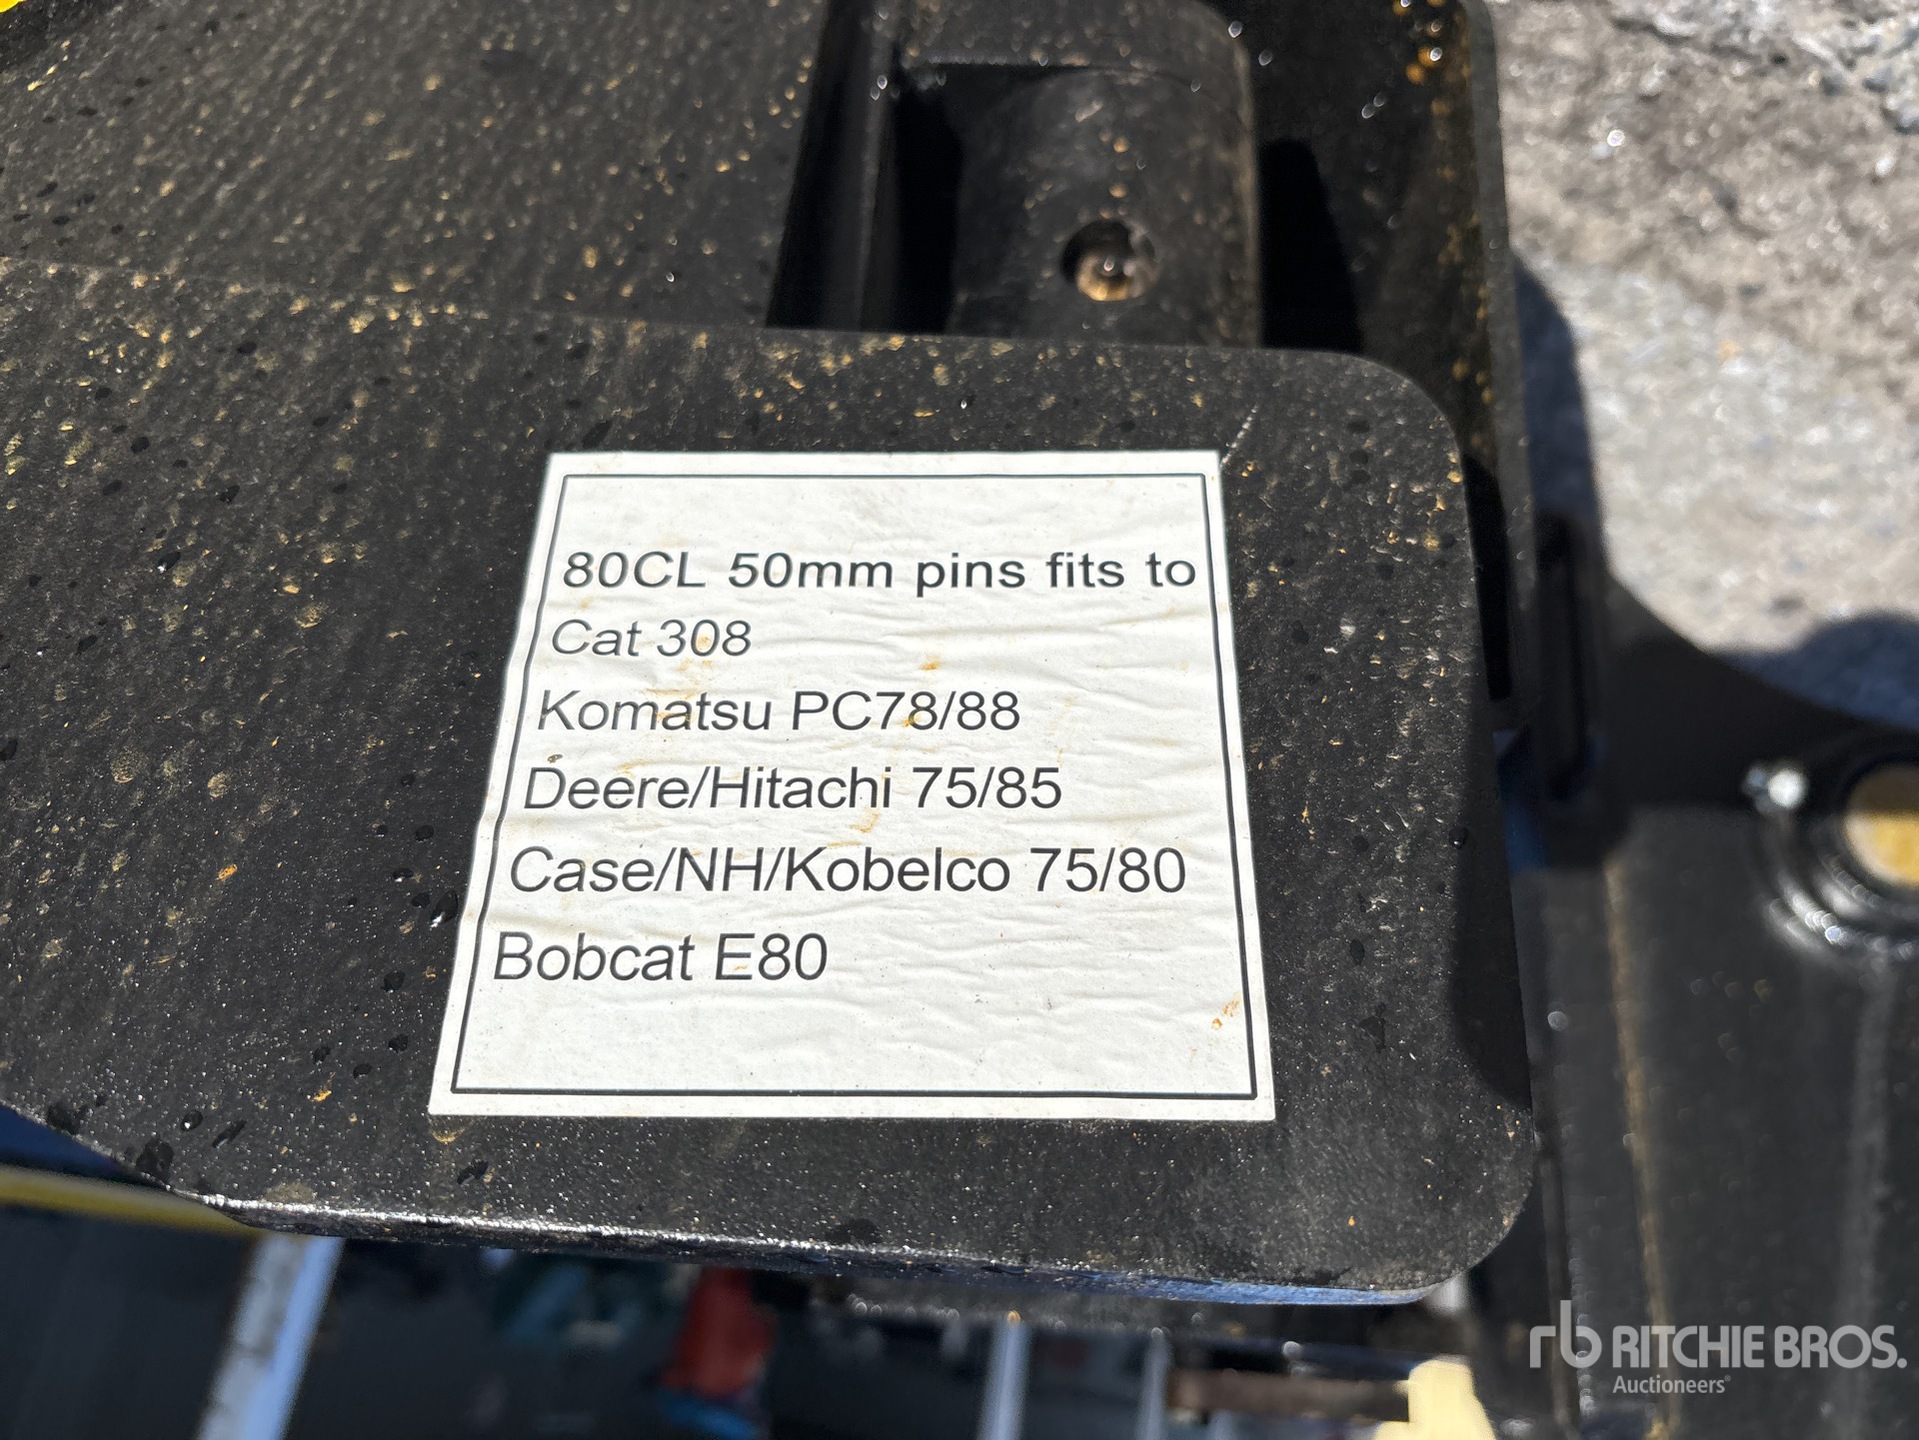 80CL 50mm pins fits to
Cat 308
Komatsu PC78/88
Deere/Hitachi 75/85
Case/NH/Kobelco 75/80
Bobcat E80
rb RITCHIE BROS.
Auctioneers